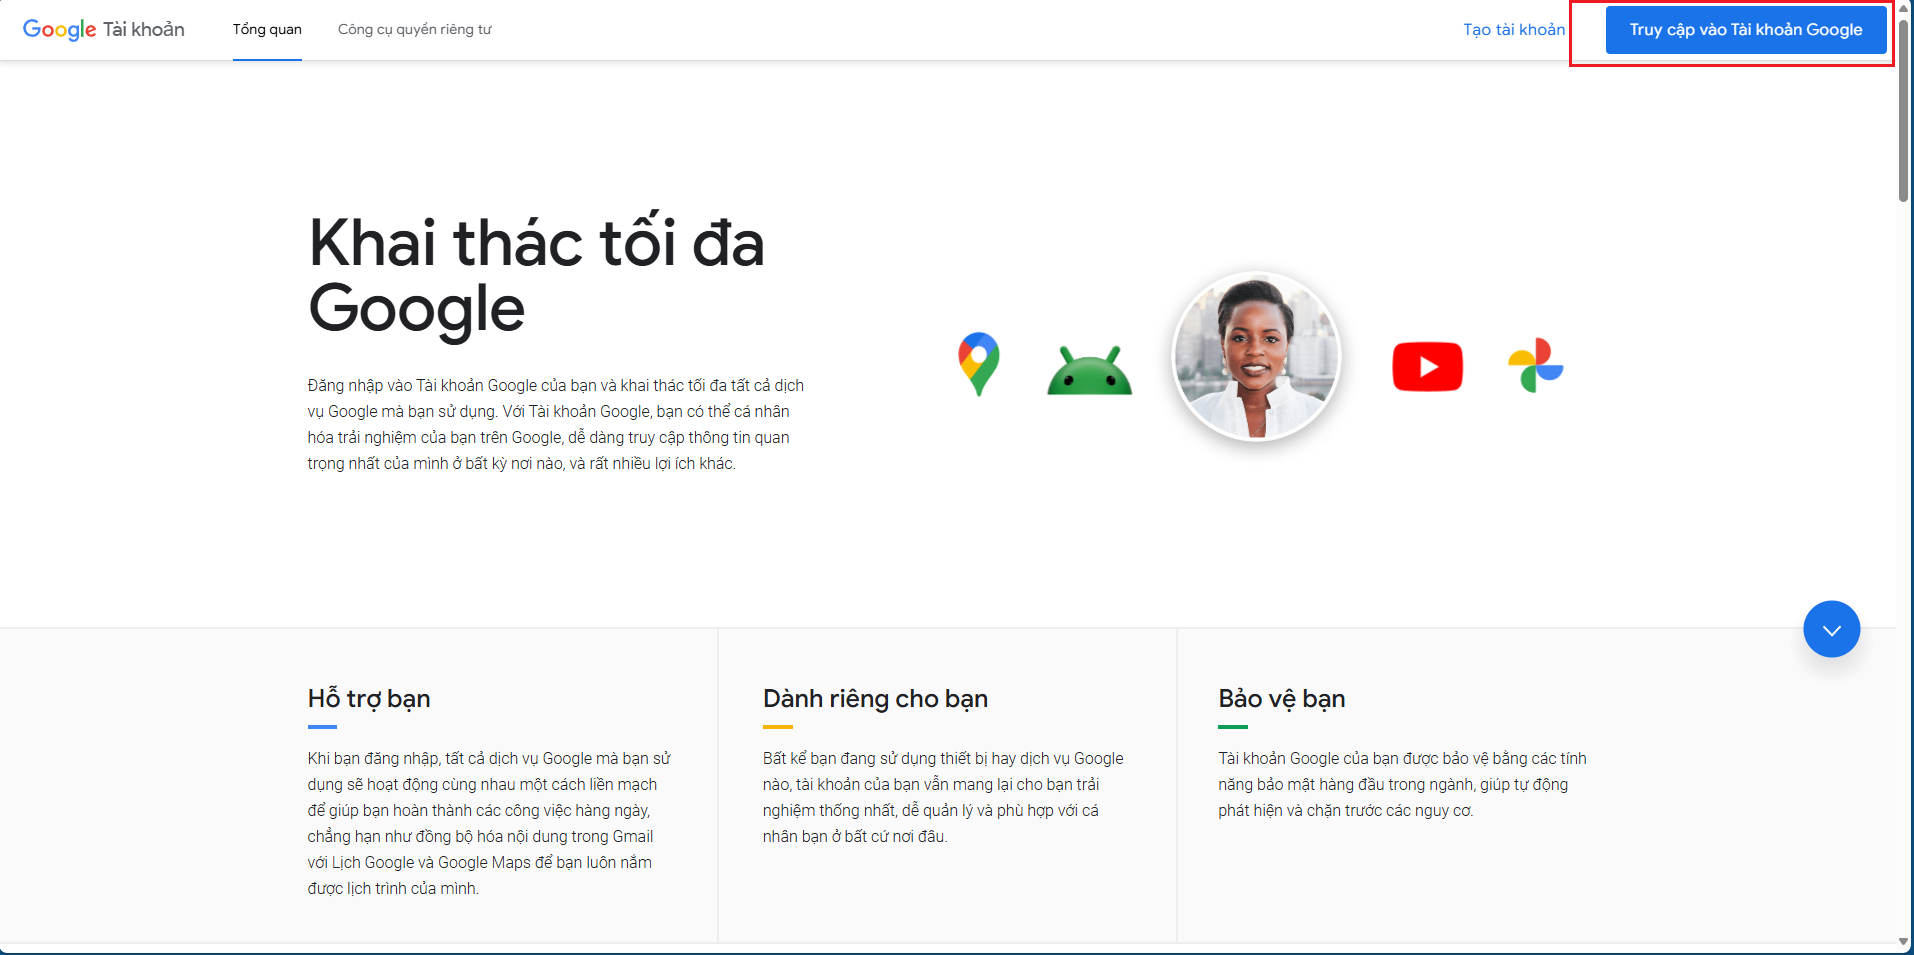 Google Tài khoản
Tổng quan
Công cụ quyền riêng tư
Tạo tài khoản
Truy cập vào Tài khoản Google
Khai thác tối đa
Google
Đăng nhập vào Tài khoản Google của bạn và khai thác tối đa tất cả dịch
vụ Google mà bạn sử dụng. Với Tài khoản Google, bạn có thể cá nhân
hóa trải nghiệm của bạn trên Google, dễ dàng truy cập thông tin quan
trọng nhất của mình ở bất kỳ nơi nào, và rất nhiều lợi ích khác.
Hỗ trợ bạn
Khi bạn đăng nhập, tất cả dịch vụ Google mà bạn sử
dụng sẽ hoạt động cùng nhau một cách liền mạch
để giúp bạn hoàn thành các công việc hàng ngày,
chẳng hạn như đồng bộ hóa nội dung trong Gmail
với Lịch Google và Google Maps để bạn luôn nắm
được lịch trình của mình.
Dành riêng cho bạn
Bất kể bạn đang sử dụng thiết bị hay dịch vụ Google
nào, tài khoản của bạn vẫn mang lại cho bạn trải
nghiệm thống nhất, dễ quản lý và phù hợp với cá
nhân bạn ở bất cứ nơi đâu.
Bảo vệ bạn
Tài khoản Google của bạn được bảo vệ bằng các tính
năng bảo mật hàng đầu trong ngành, giúp tự động
phát hiện và chặn trước các nguy cơ.